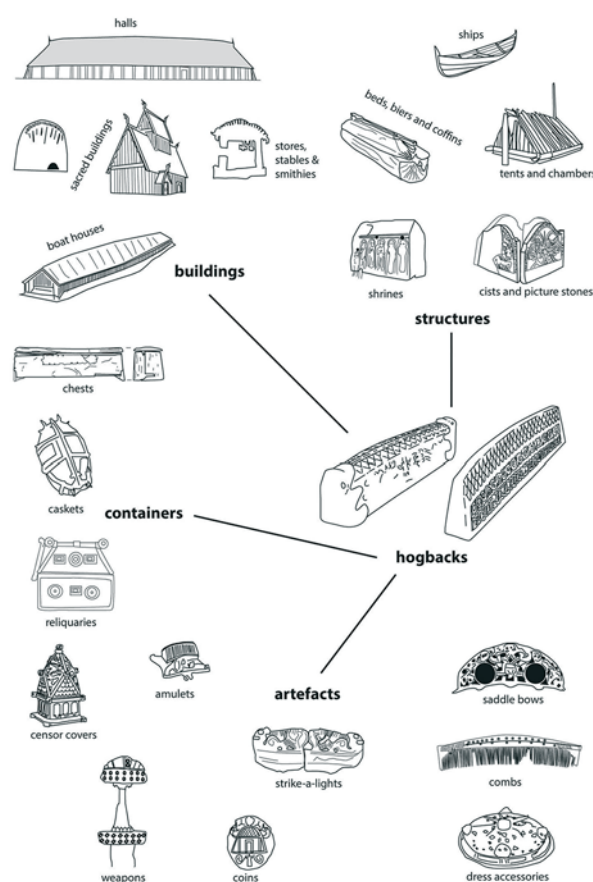 halls
ships
beds, biers and coffins
sacred buildings
stores,
stables &
smithies
tents and chambers
boat houses
buildings
shrines
cists and picture stones
structures
chests
caskets
containers
hogbacks
reliquaries
amulets
artefacts
saddle bows
censor covers
strike-a-lights
combs
weapons
coins
dress accessories